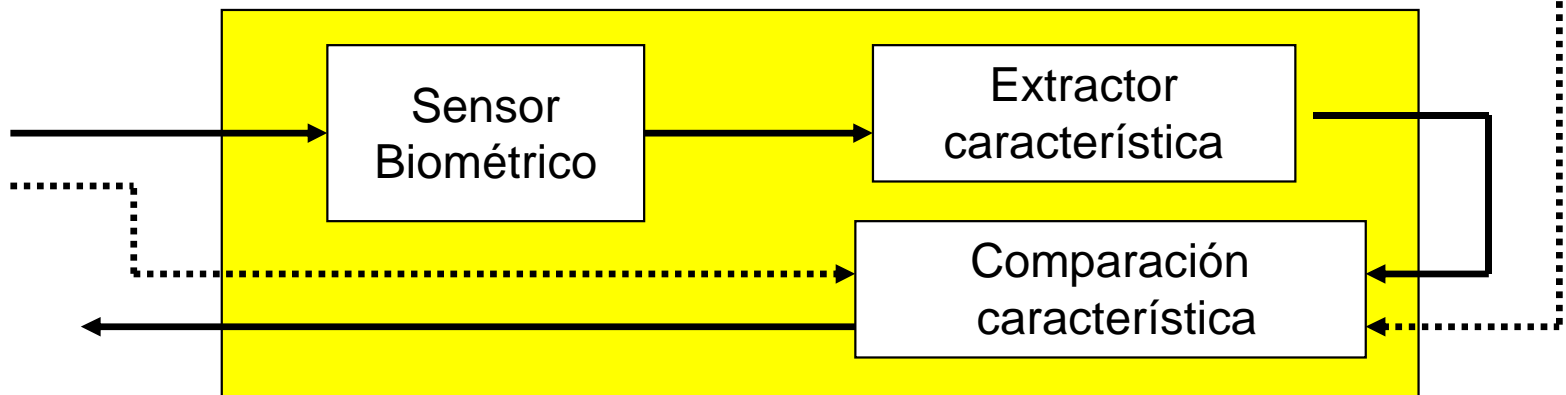 Sensor
Biométrico
Extractor
característica
Comparación
característica